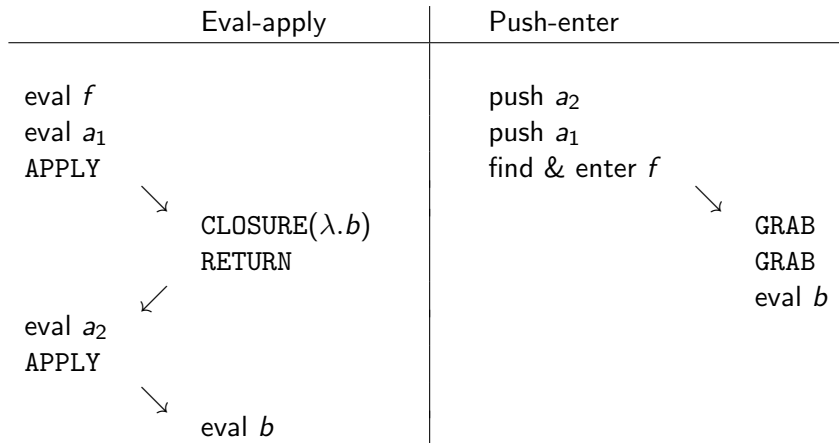 Eval-apply Push-enter
eval f push a₂
eval a₁ push a₁
APPLY find & enter f
CLOSURE(λ.b) GRAB
RETURN GRAB
eval b
eval a₂
APPLY
eval b